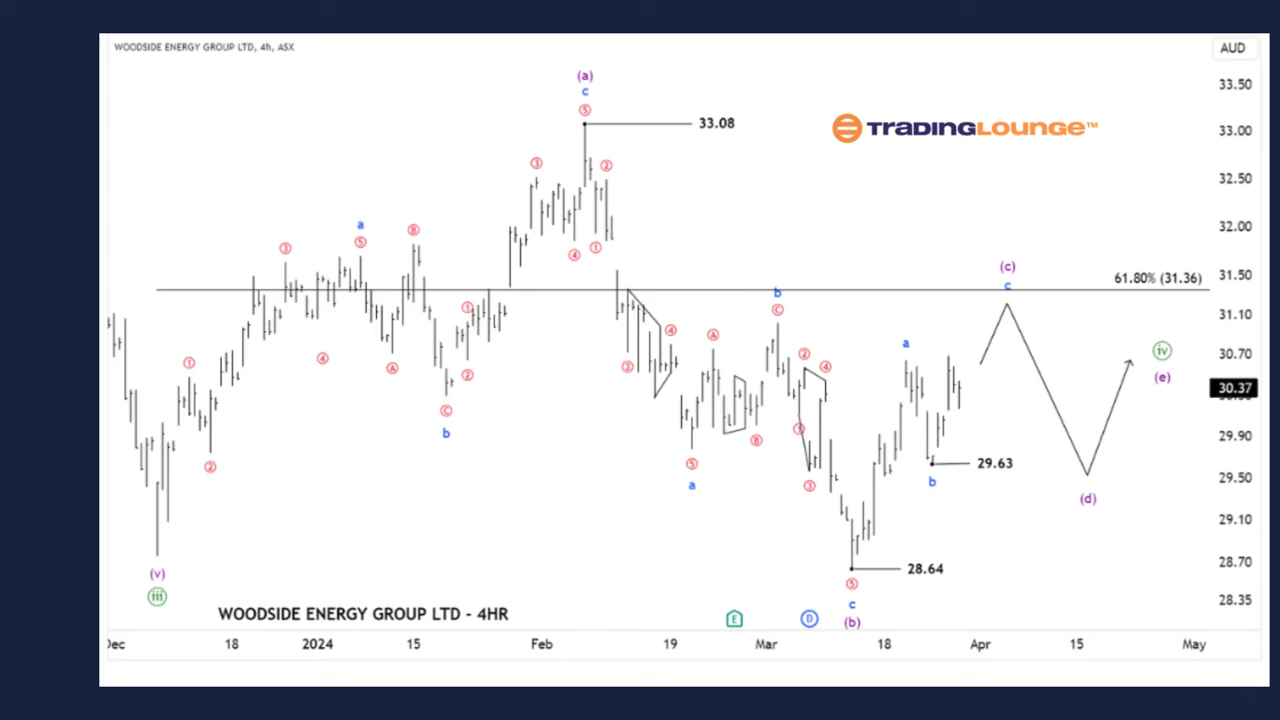 WOODSIDE ENERGY GROUP LTD, 4h, ASX
AUD
TRADINGLOUNGE™
(a)
c
⑤
33.08
33.50
33.00
③
②
32.50
④
①
32.00
a
⑤
Ⓑ
③
31.50
61.80% (31.36)
(c)
c
b
Ⓒ
31.10
①
④
Ⓐ
②
④
a
iv
(e)
30.70
①
④
Ⓐ
②
③
30.37
Ⓒ
b
②
Ⓑ
①
29.90
⑤
a
③
29.63
b
29.50
(d)
29.10
28.70
28.64
(v)
iii
⑤
c
(b)
28.35
WOODSIDE ENERGY GROUP LTD - 4HR
E
D
Dec 18 2024 15 Feb 19 Mar 18 Apr 15 May